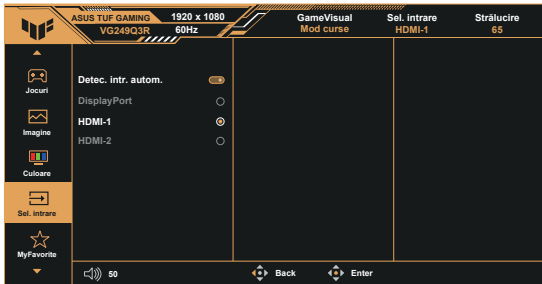 ASUS TUF GAMING 1920 x 1080 GameVisual Sel. intrare Strălucire
VG249Q3R 60Hz Mod curse HDMI-1 65
Jocuri
Imagine
Culoare
Sel. intrare
MyFavorite
Detec. intr. autom.
DisplayPort
HDMI-1
HDMI-2
50 Back Enter